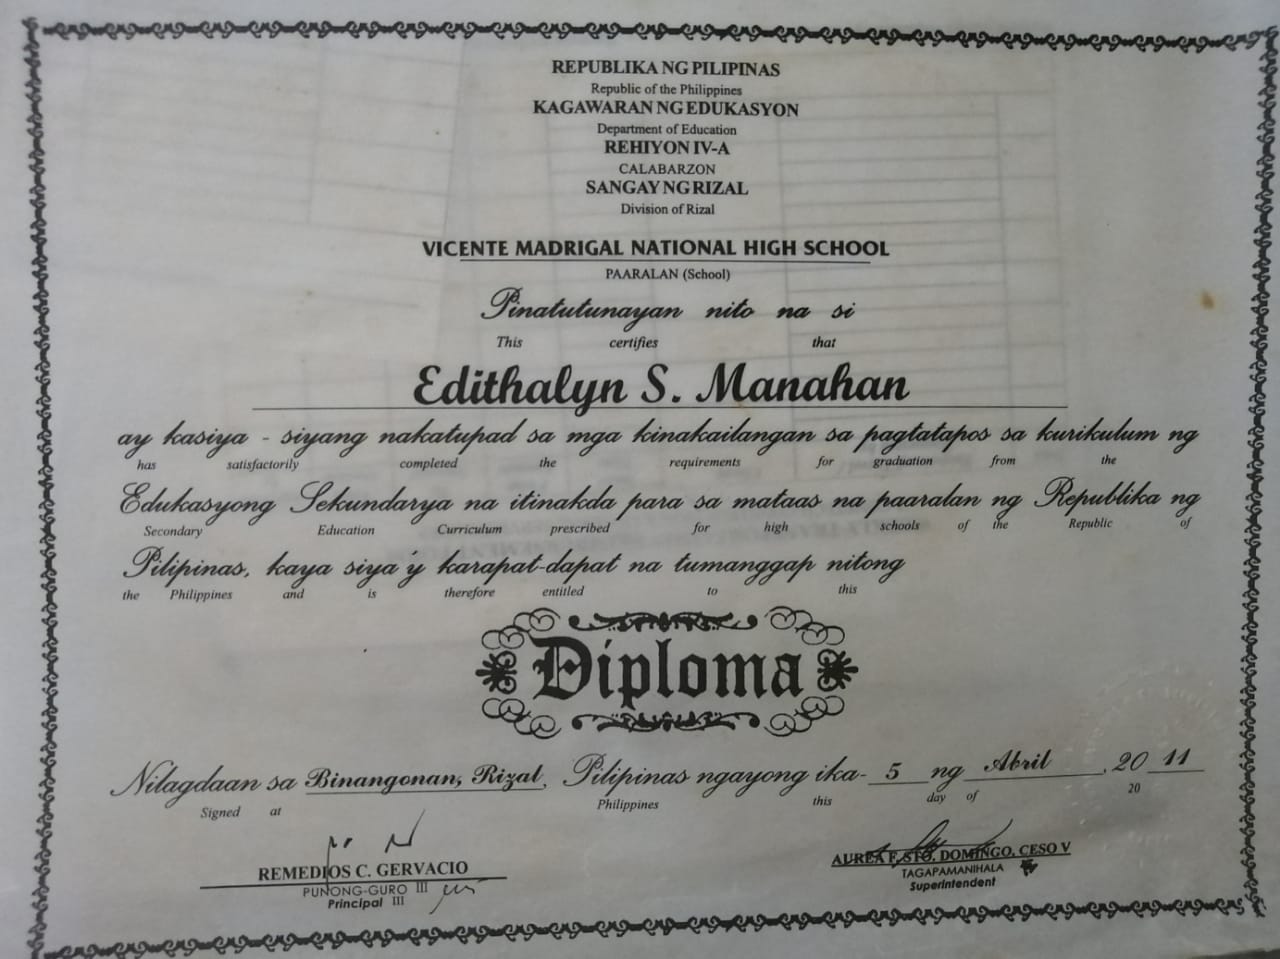 REPUBLIKA NG PILIPINAS
Republic of the Philippines
KAGAWARAN NG EDUKASYON
Department of Education
REHIYON IV-A
CALABARZON
SANGAY NG RIZAL
Division of Rizal
VICENTE MADRIGAL NATIONAL HIGH SCHOOL
PAARALAN (School)
Pinatutunayan nito na si
This certifies that
Edithalyn S. Manahan
ay kasiya - siyang nakatupad sa mga kinakailangan sa pagtatapos sa kurikulum ng
has satisfactorily completed the requirements for graduation from the
Edukasyong Sekundarya na itinakda para sa mataas na paaralan ng Republika ng
Secondary Education Curriculum prescribed for high schools of the Republic of
Pilipinas, kaya siya'y karapat-dapat na tumanggap nitong
the Philippines and is therefore entitled to this
Diploma
Nilagdaan sa Binangonan, Rizal, Pilipinas ngayong ika- 5 ng Abril, 20 11
Signed at Philippines this day of 20
REMEDIOS C. GERVACIO
PUNONG-GURO III
Principal III
AUREA F. STO. DOMINGO, CESO V
TAGAPAMANIHALA
Superintendent